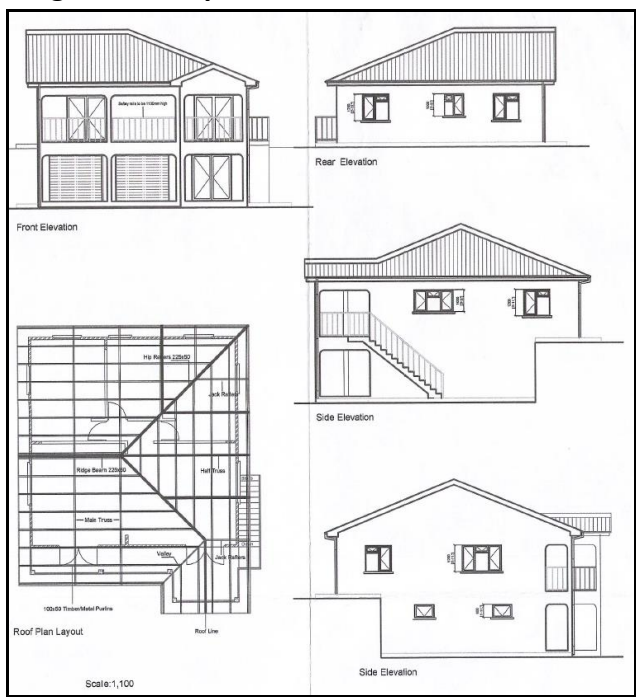 Front Elevation
Rear Elevation
Side Elevation
Hip Rafters 225x50
Jack Rafters
Ridge Beam 225x50
Half Truss
Main Truss
Valley
Jack Rafters
100x50 Timber/Metal Purlins
Roof Line
Roof Plan Layout
Side Elevation
Scale:1,100